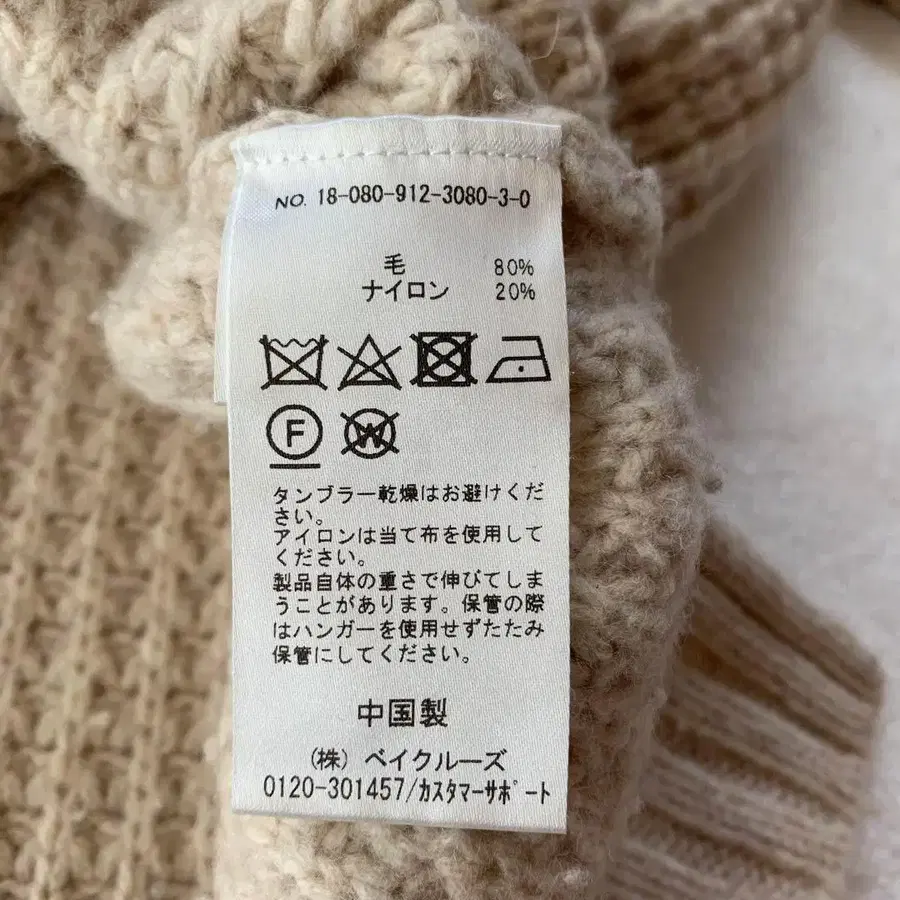 NO. 18-080-912-3080-3-0
毛 80%
ナイロン 20%
F W
タンブラー乾燥はお避けくだ
さい。
アイロンは当て布を使用して
ください。
製品自体の重さで伸びてしま
うことがあります。保管の際
はハンガーを使用せずたたみ
保管にしてください。
中国製
(株) ベイクルーズ
0120-301457/カスタマーサポート